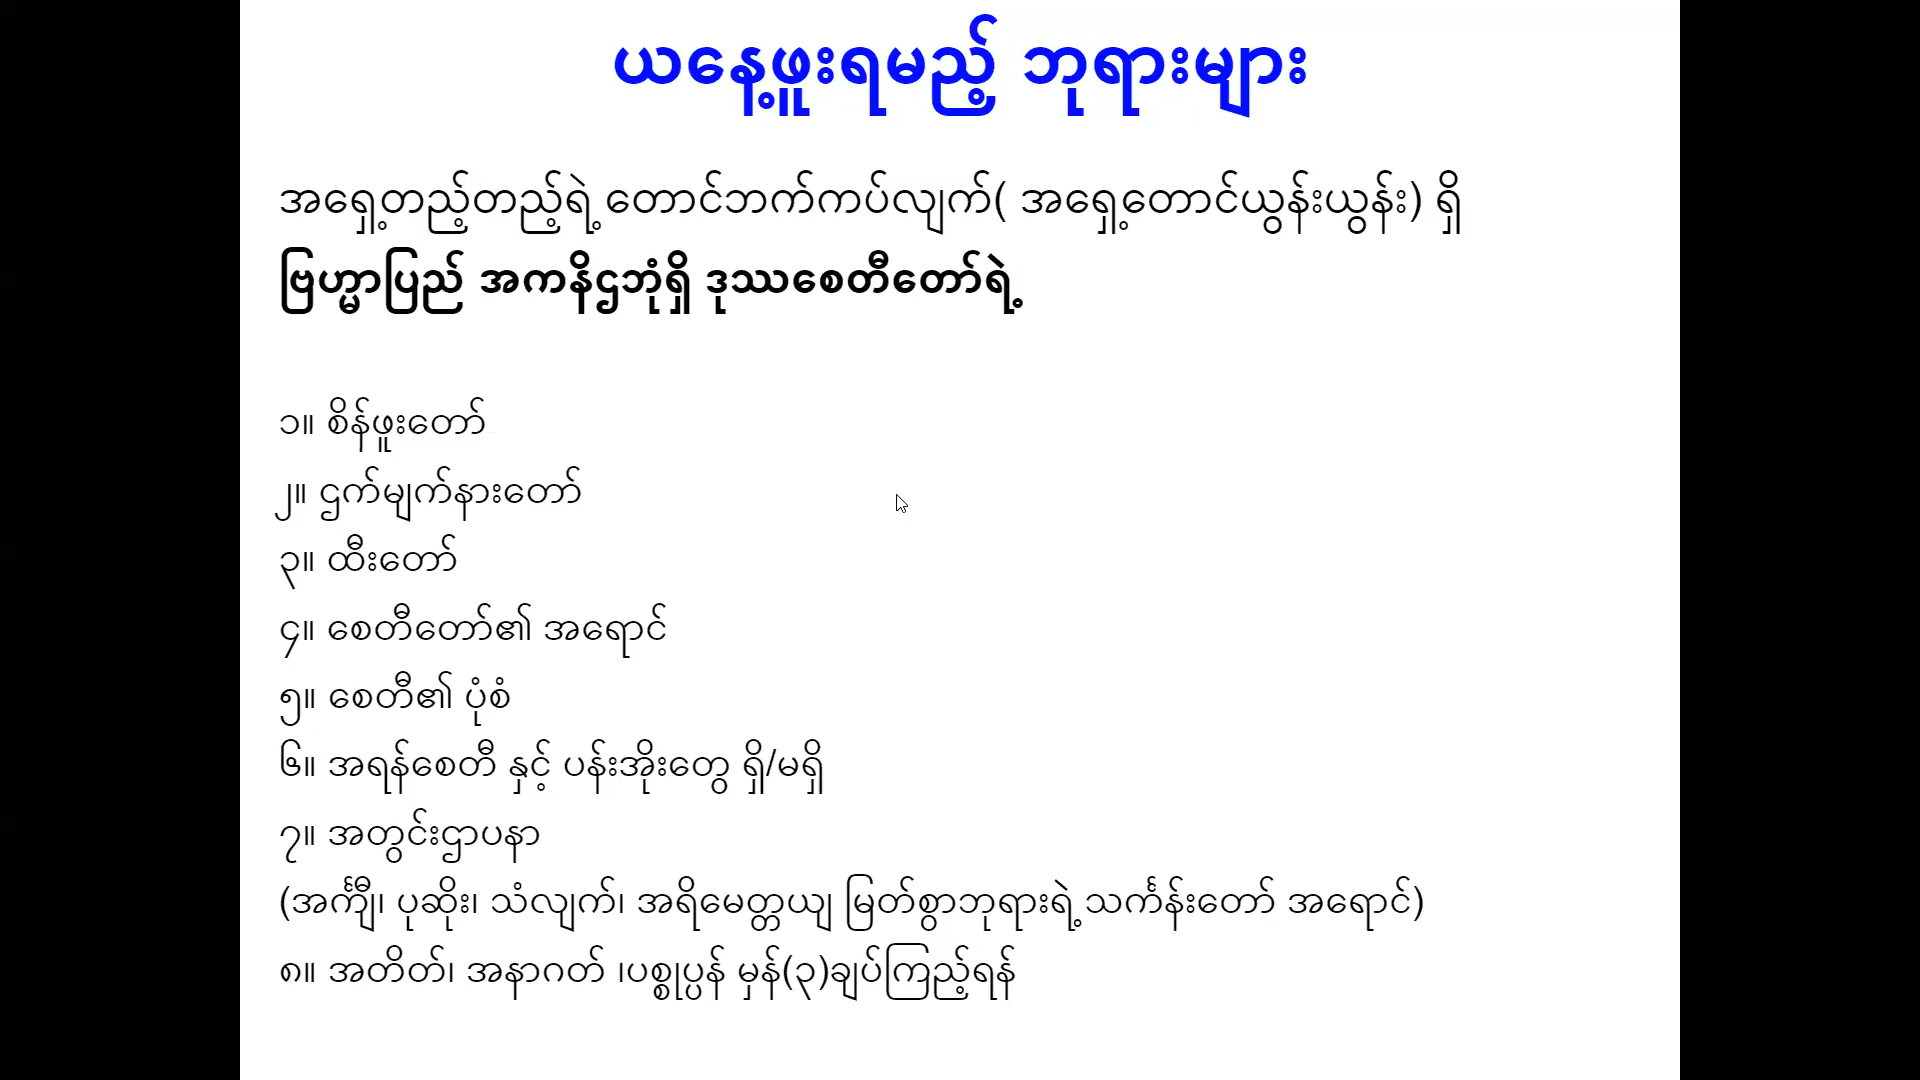 ယနေ့ဖူးရမည့် ဘုရားများ
အရှေ့တည့်တည့်ရဲ့ တောင်ဘက်ကပ်လျက်( အရှေ့တောင်ယွန်းယွန်း) ရှိ
ဗြဟ္မာပြည် အကနိဌဘုံရှိ ဒုဿစေတီတော်ရဲ့
၁။ စိန်ဖူးတော်
၂။ ဌက်မျက်နားတော်
၃။ ထီးတော်
၄။ စေတီတော်၏ အရောင်
၅။ စေတီ၏ ပုံစံ
၆။ အရန်စေတီ နှင့် ပန်းအိုးတွေ ရှိ/မရှိ
၇။ အတွင်းဌာပနာ
(အင်္ကျီ၊ ပုဆိုး၊ သံလျက်၊ အရိမေတ္တယျ မြတ်စွာဘုရားရဲ့ သင်္ကန်းတော် အရောင်)
၈။ အတိတ်၊ အနာဂတ် ၊ပစ္စုပ္ပန် မှန်(၃)ချပ်ကြည့်ရန်